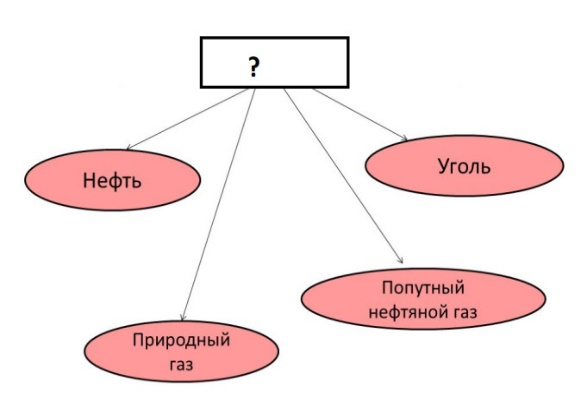 ?
Нефть
Уголь
Природный
газ
Попутный
нефтяной газ